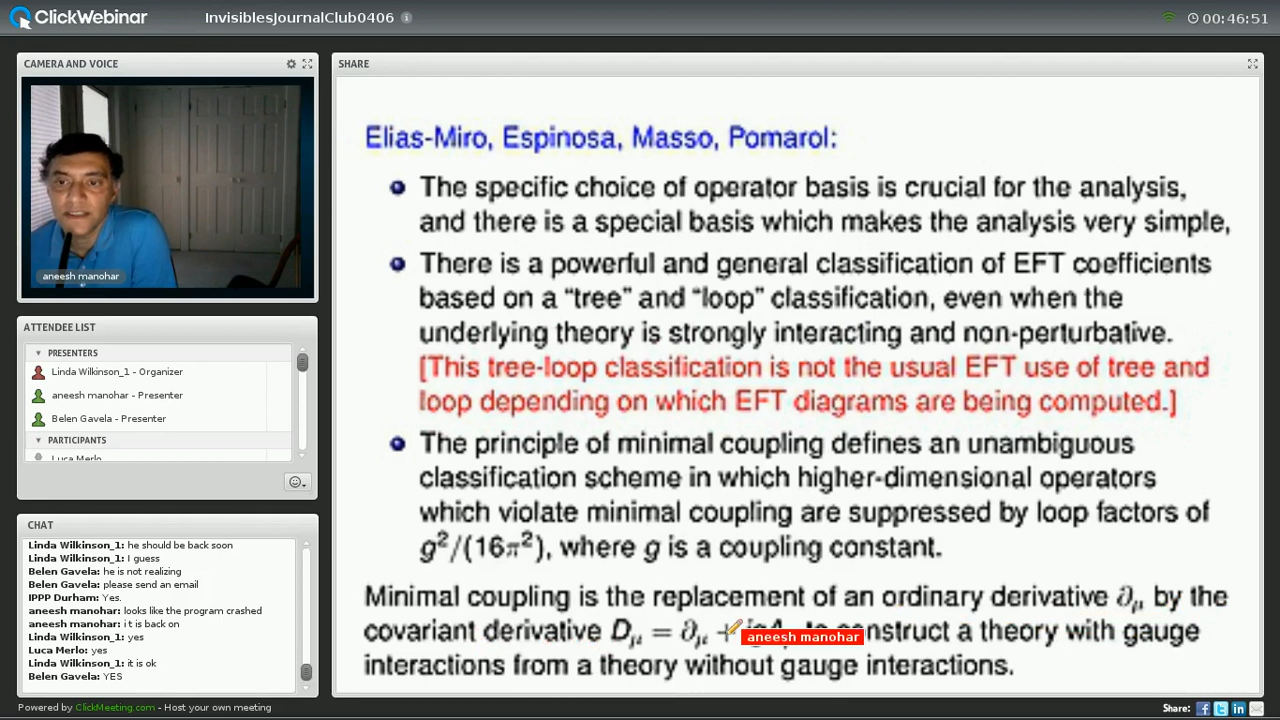 ClickWebinar
InvisiblesJournalClub0406
00:46:51
CAMERA AND VOICE
aneesh manohar
ATTENDEE LIST
PRESENTERS
Linda Wilkinson_1 - Organizer
aneesh manohar - Presenter
Belen Gavela - Presenter
PARTICIPANTS
Luca Merlo
CHAT
Linda Wilkinson_1: he should be back soon
Linda Wilkinson_1: I guess
Belen Gavela: he is not realizing
Belen Gavela: please send an email
IPPP Durham: Yes.
aneesh manohar: looks like the program crashed
aneesh manohar: i t is back on
Linda Wilkinson_1: yes
Luca Merlo: yes
Linda Wilkinson_1: it is ok
Belen Gavela: YES
SHARE
Elias-Miro, Espinosa, Masso, Pomarol:
The specific choice of operator basis is crucial for the analysis,
and there is a special basis which makes the analysis very simple,
There is a powerful and general classification of EFT coefficients
based on a "tree" and "loop" classification, even when the
underlying theory is strongly interacting and non-perturbative.
[This tree-loop classification is not the usual EFT use of tree and
loop depending on which EFT diagrams are being computed.]
The principle of minimal coupling defines an unambiguous
classification scheme in which higher-dimensional operators
which violate minimal coupling are suppressed by loop factors of
g²/(16π²), where g is a coupling constant.
Minimal coupling is the replacement of an ordinary derivative ∂μ by the
covariant derivative Dμ = ∂μ + construct a theory with gauge
aneesh manohar
interactions from a theory without gauge interactions.
Powered by ClickMeeting.com - Host your own meeting
Share: